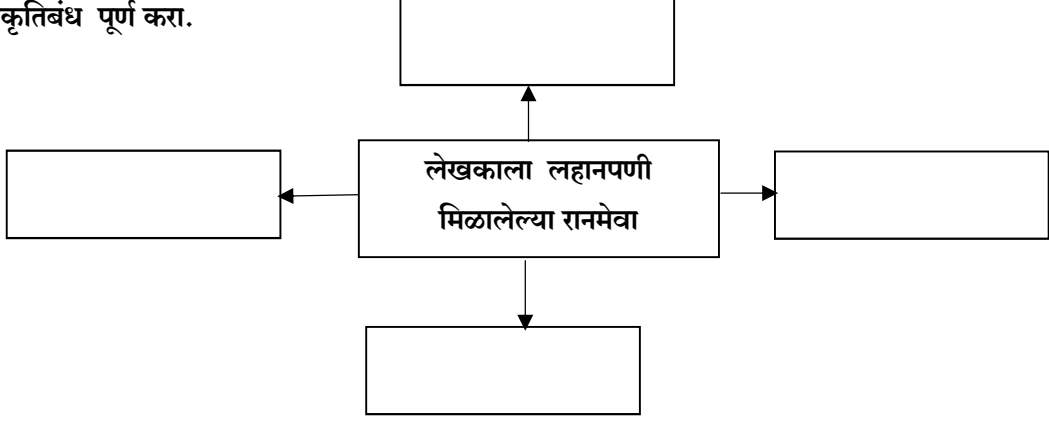 कृतिबंध पूर्ण करा.
लेखकाला लहानपणी
मिळालेल्या रानमेवा